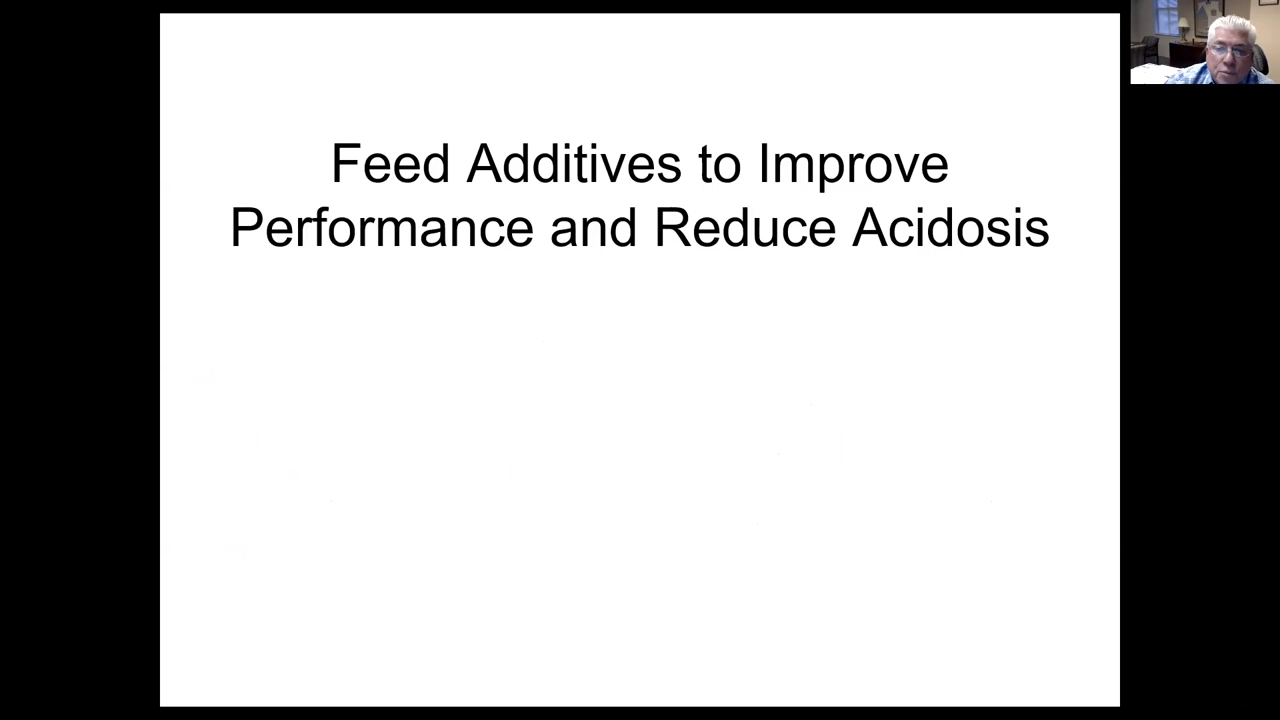 Feed Additives to Improve
Performance and Reduce Acidosis